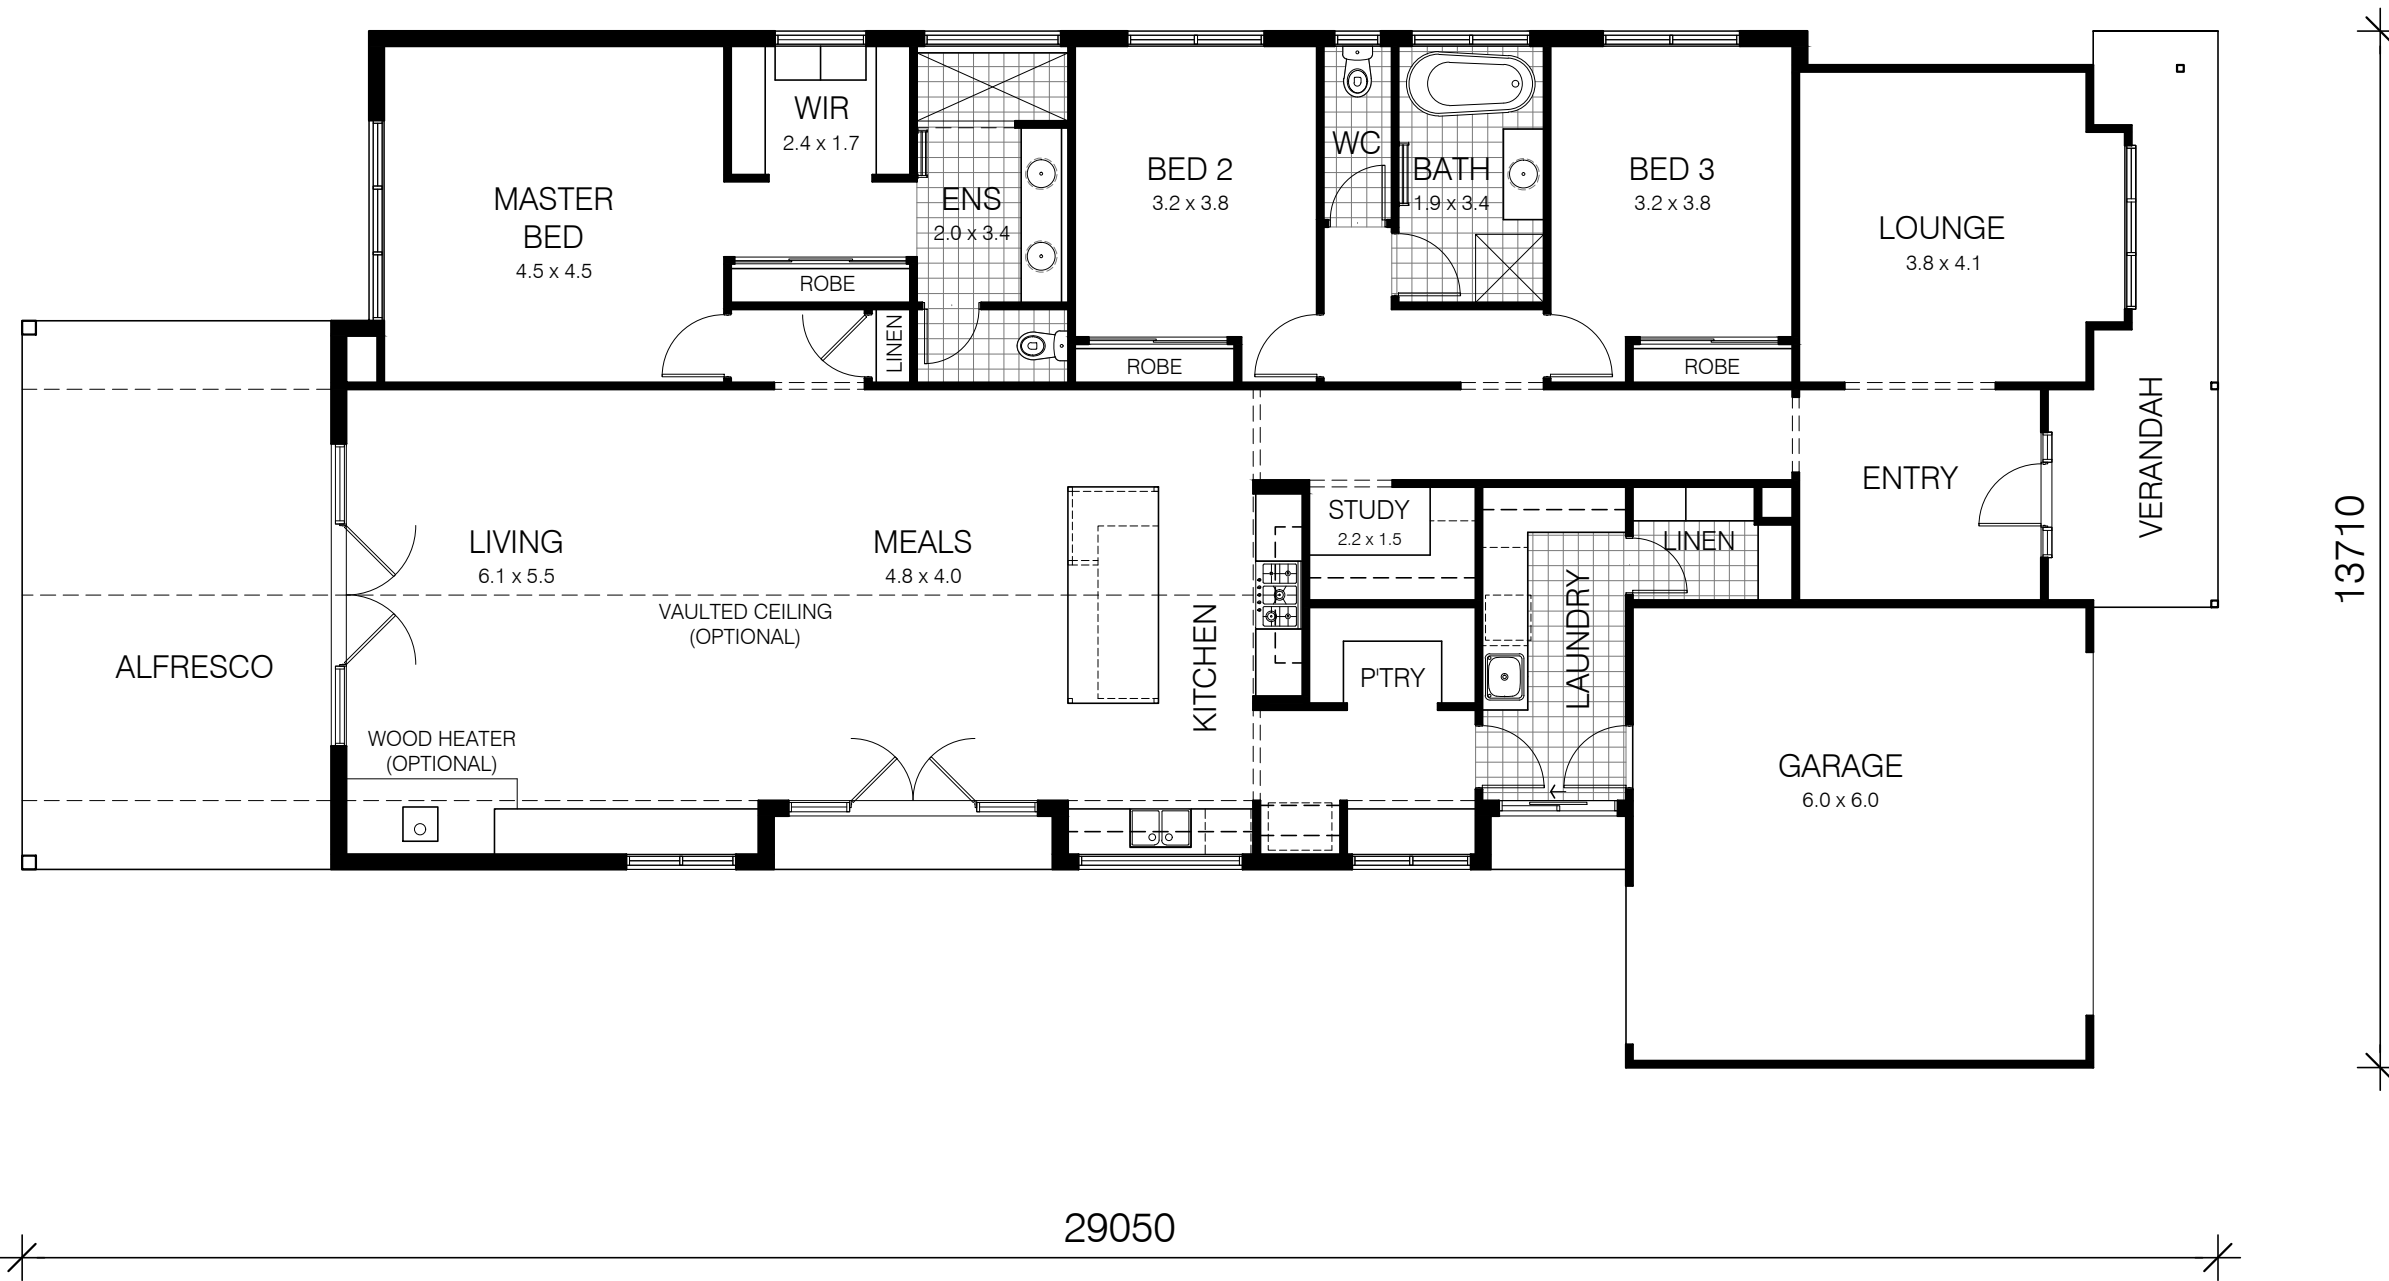 WIR
2.4 x 1.7
MASTER
BED
4.5 x 4.5
ENS
2.0 x 3.4
ROBE
LINEN
BED 2
3.2 x 3.8
ROBE
WC
BATH
1.9 x 3.4
BED 3
3.2 x 3.8
ROBE
LOUNGE
3.8 x 4.1
VERANDAH
ENTRY
STUDY
2.2 x 1.5
LINEN
LAUNDRY
P'TRY
KITCHEN
MEALS
4.8 x 4.0
LIVING
6.1 x 5.5
VAULTED CEILING
(OPTIONAL)
ALFRESCO
WOOD HEATER
(OPTIONAL)
GARAGE
6.0 x 6.0
13710
29050